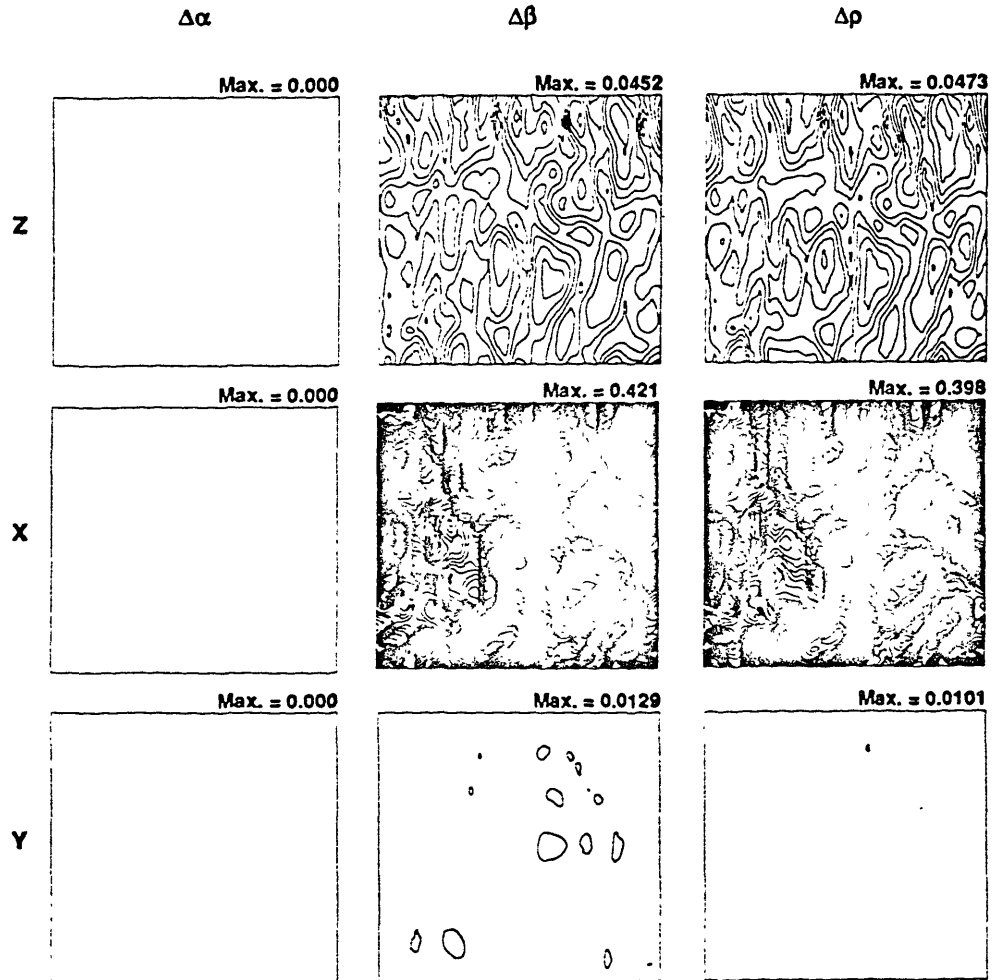 Δα Δβ Δρ
Max. = 0.000 Max. = 0.0452 Max. = 0.0473
Z
Max. = 0.000 Max. = 0.421 Max. = 0.398
X
Max. = 0.000 Max. = 0.0129 Max. = 0.0101
Y